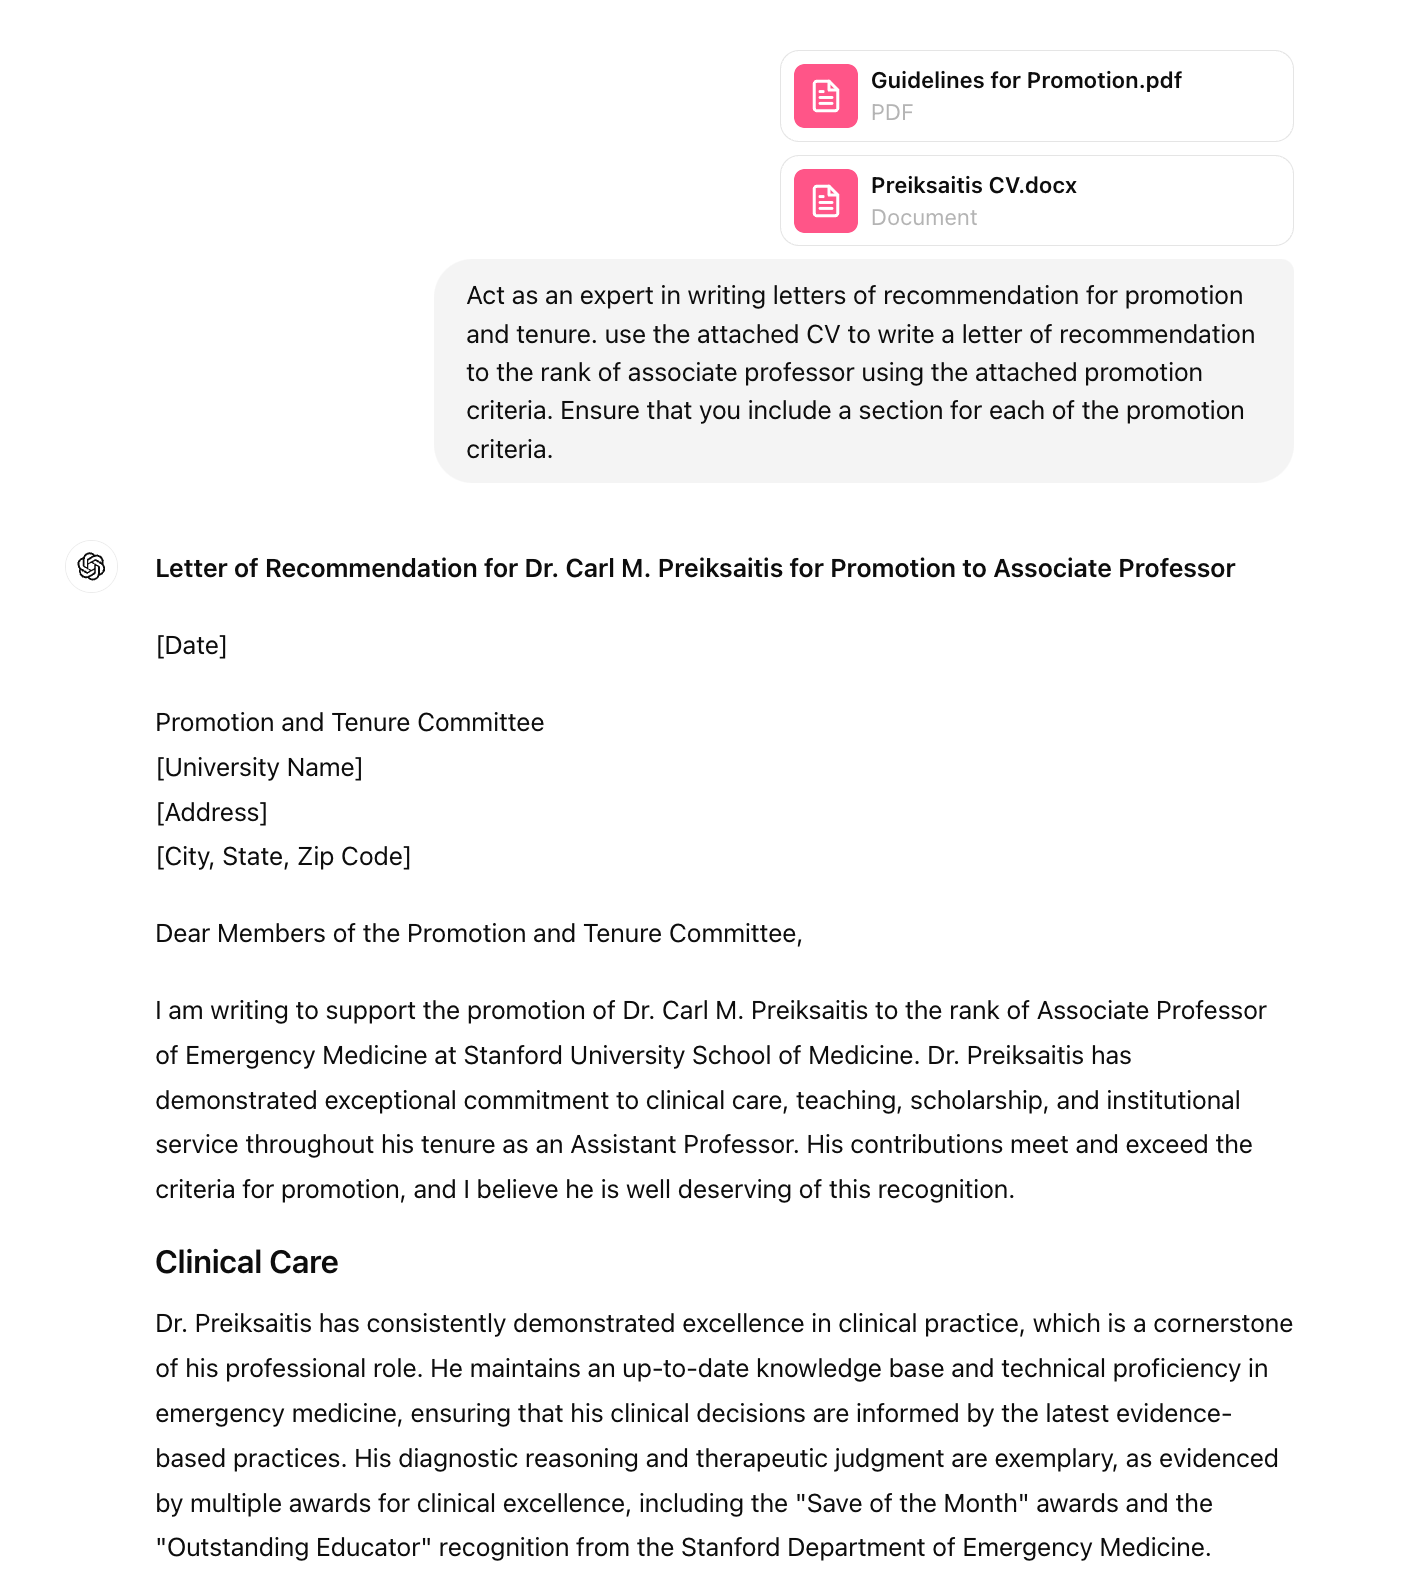 Guidelines for Promotion.pdf
PDF
Preiksaitis CV.docx
Document
Act as an expert in writing letters of recommendation for promotion
and tenure. use the attached CV to write a letter of recommendation
to the rank of associate professor using the attached promotion
criteria. Ensure that you include a section for each of the promotion
criteria.
Letter of Recommendation for Dr. Carl M. Preiksaitis for Promotion to Associate Professor
[Date]
Promotion and Tenure Committee
[University Name]
[Address]
[City, State, Zip Code]
Dear Members of the Promotion and Tenure Committee,
I am writing to support the promotion of Dr. Carl M. Preiksaitis to the rank of Associate Professor
of Emergency Medicine at Stanford University School of Medicine. Dr. Preiksaitis has
demonstrated exceptional commitment to clinical care, teaching, scholarship, and institutional
service throughout his tenure as an Assistant Professor. His contributions meet and exceed the
criteria for promotion, and I believe he is well deserving of this recognition.
Clinical Care
Dr. Preiksaitis has consistently demonstrated excellence in clinical practice, which is a cornerstone
of his professional role. He maintains an up-to-date knowledge base and technical proficiency in
emergency medicine, ensuring that his clinical decisions are informed by the latest evidence-
based practices. His diagnostic reasoning and therapeutic judgment are exemplary, as evidenced
by multiple awards for clinical excellence, including the "Save of the Month" awards and the
"Outstanding Educator" recognition from the Stanford Department of Emergency Medicine.